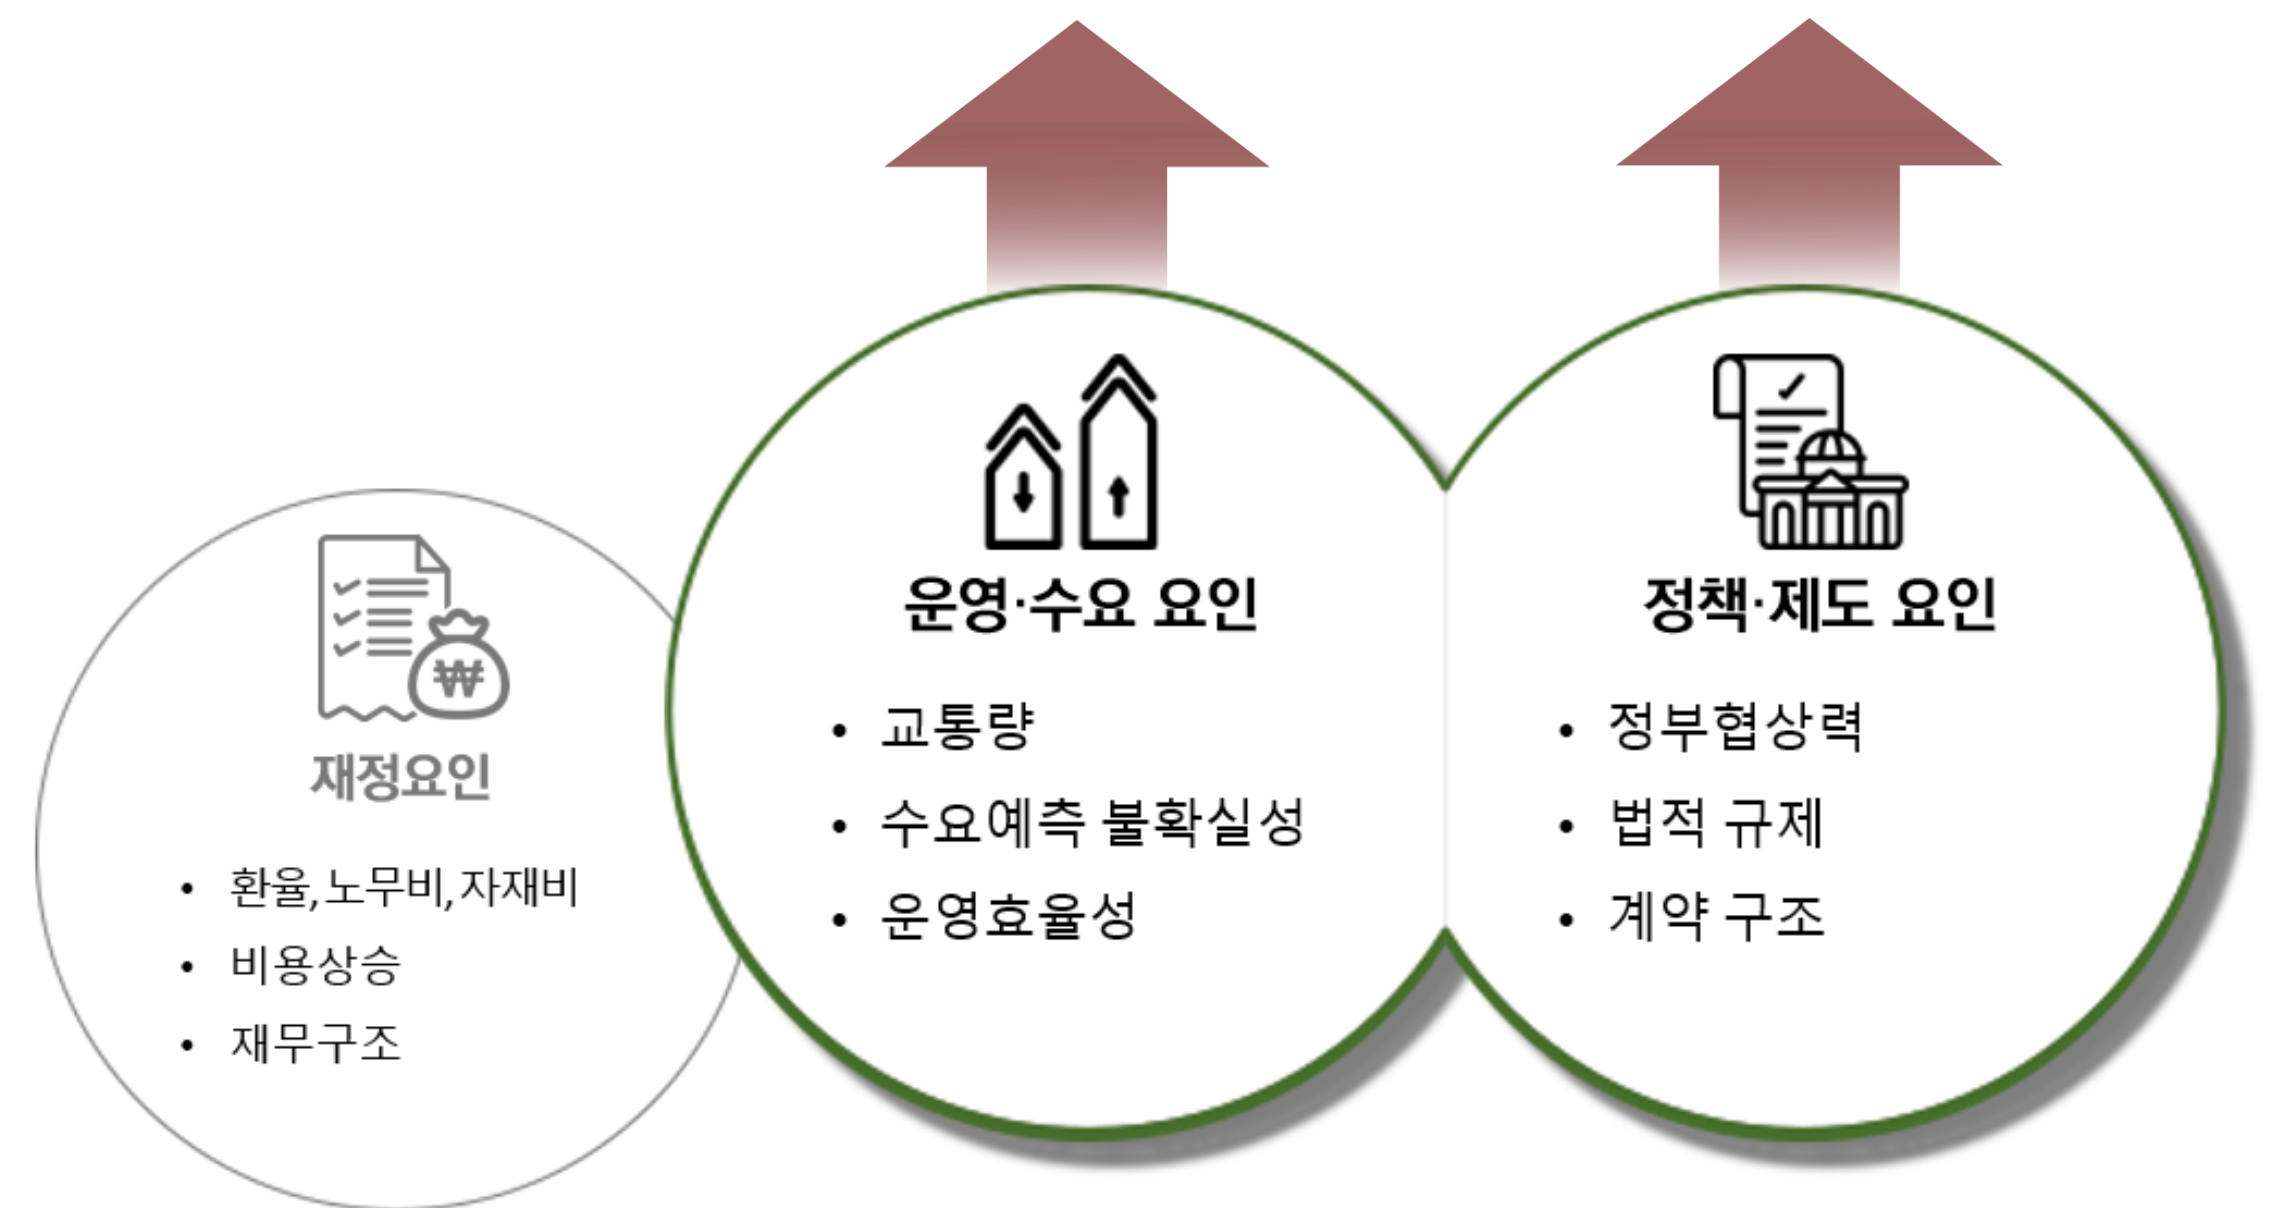 재정요인
• 환율, 노무비, 자재비
• 비용상승
• 재무구조
운영·수요 요인
• 교통량
• 수요예측 불확실성
• 운영효율성
정책·제도 요인
• 정부협상력
• 법적 규제
• 계약 구조